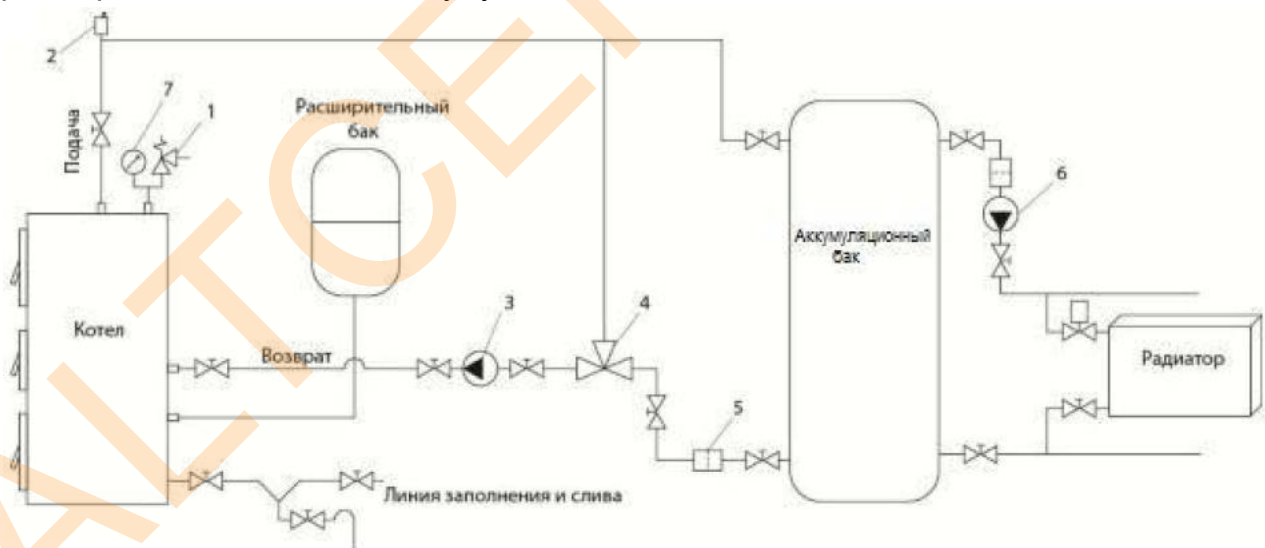 2
7
1
Подача
Расширительный
бак
6
Аккумуляционный
бак
3
4
Котел
Возврат
Радиатор
5
Линия заполнения и слива